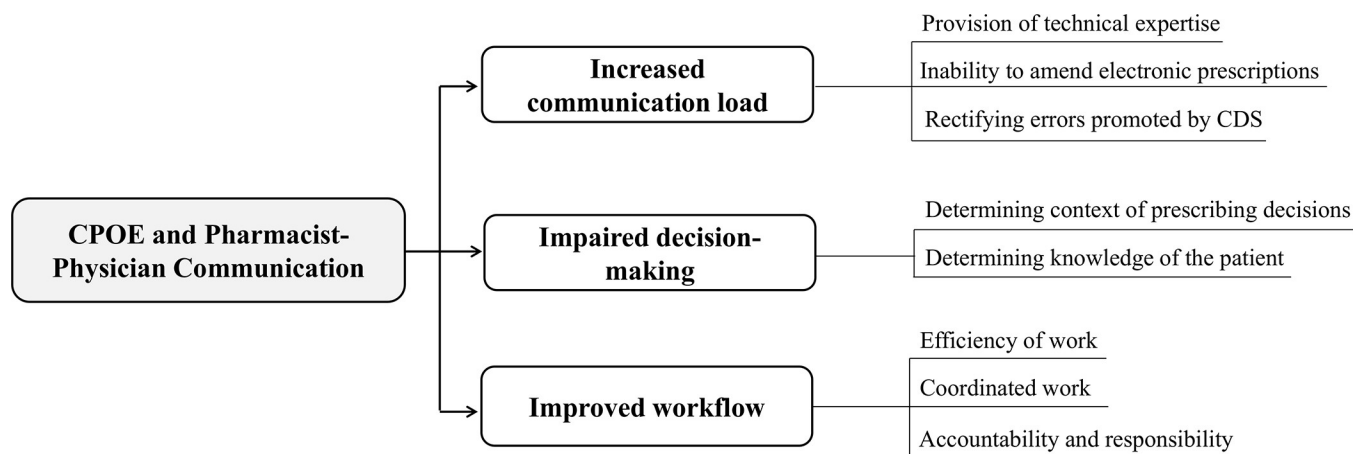 CPOE and Pharmacist-
Physician Communication
Increased
communication load
Provision of technical expertise
Inability to amend electronic prescriptions
Rectifying errors promoted by CDS
Impaired decision-
making
Determining context of prescribing decisions
Determining knowledge of the patient
Improved workflow
Efficiency of work
Coordinated work
Accountability and responsibility